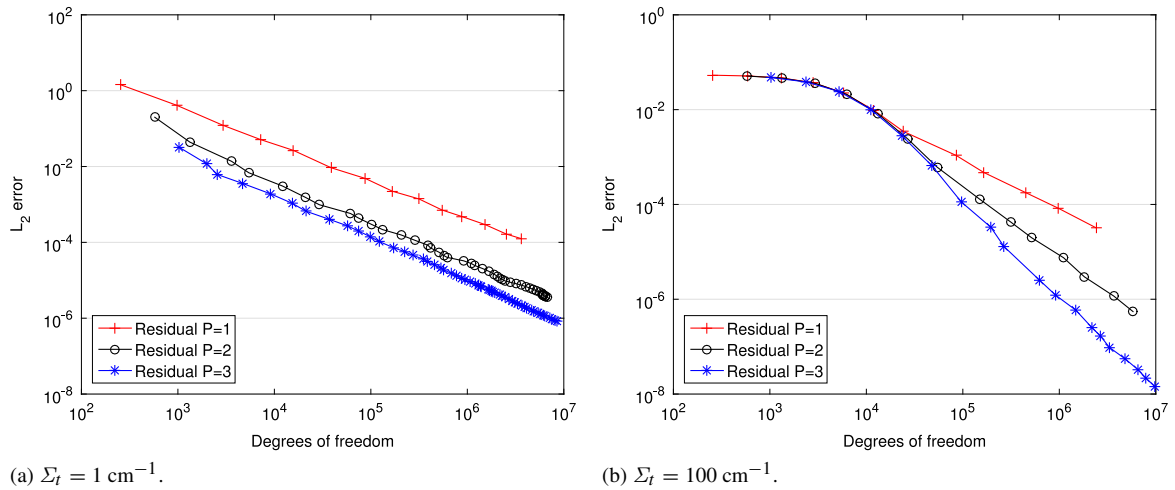 10^2
10^0
10^-2
10^-4
10^-6
10^-8
L_2 error
Residual P=1
Residual P=2
Residual P=3
10^2 10^3 10^4 10^5 10^6 10^7
Degrees of freedom
(a) Σ_t = 1 cm^−1.
10^0
10^-2
10^-4
10^-6
10^-8
L_2 error
Residual P=1
Residual P=2
Residual P=3
10^2 10^3 10^4 10^5 10^6 10^7
Degrees of freedom
(b) Σ_t = 100 cm^−1.